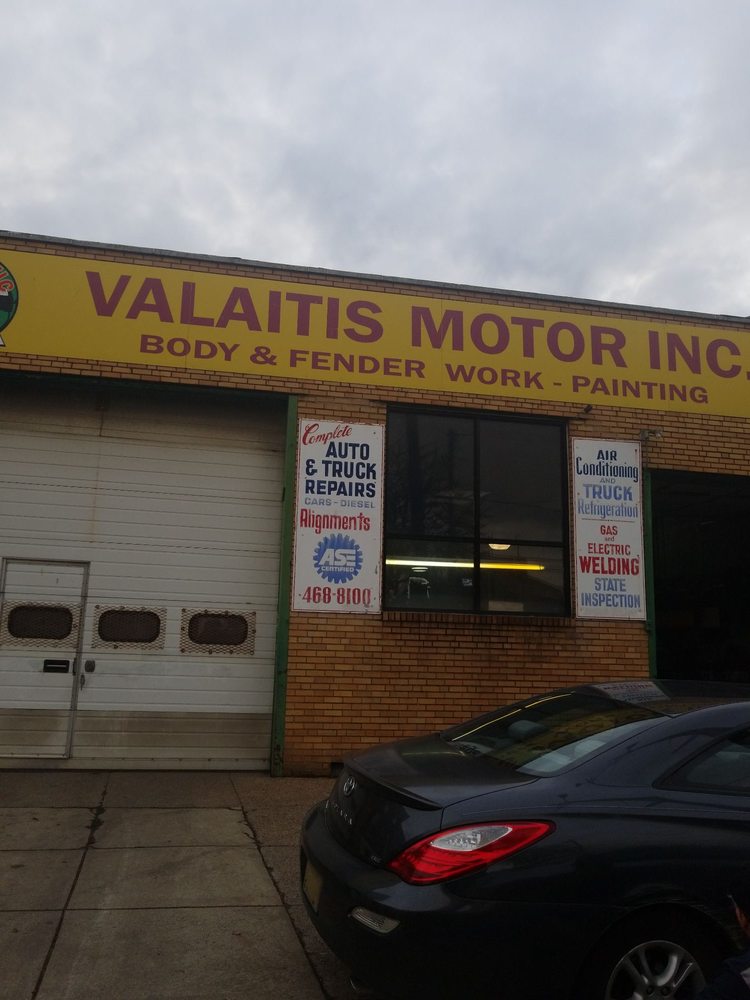 VALAITIS MOTOR INC.
BODY & FENDER WORK - PAINTING
Complete
AUTO
& TRUCK
REPAIRS
CARS - DIESEL
Alignments
ASE
CERTIFIED
468-8100
AIR
Conditioning
AND
TRUCK
Refrigeration
GAS
and
ELECTRIC
WELDING
STATE
INSPECTION